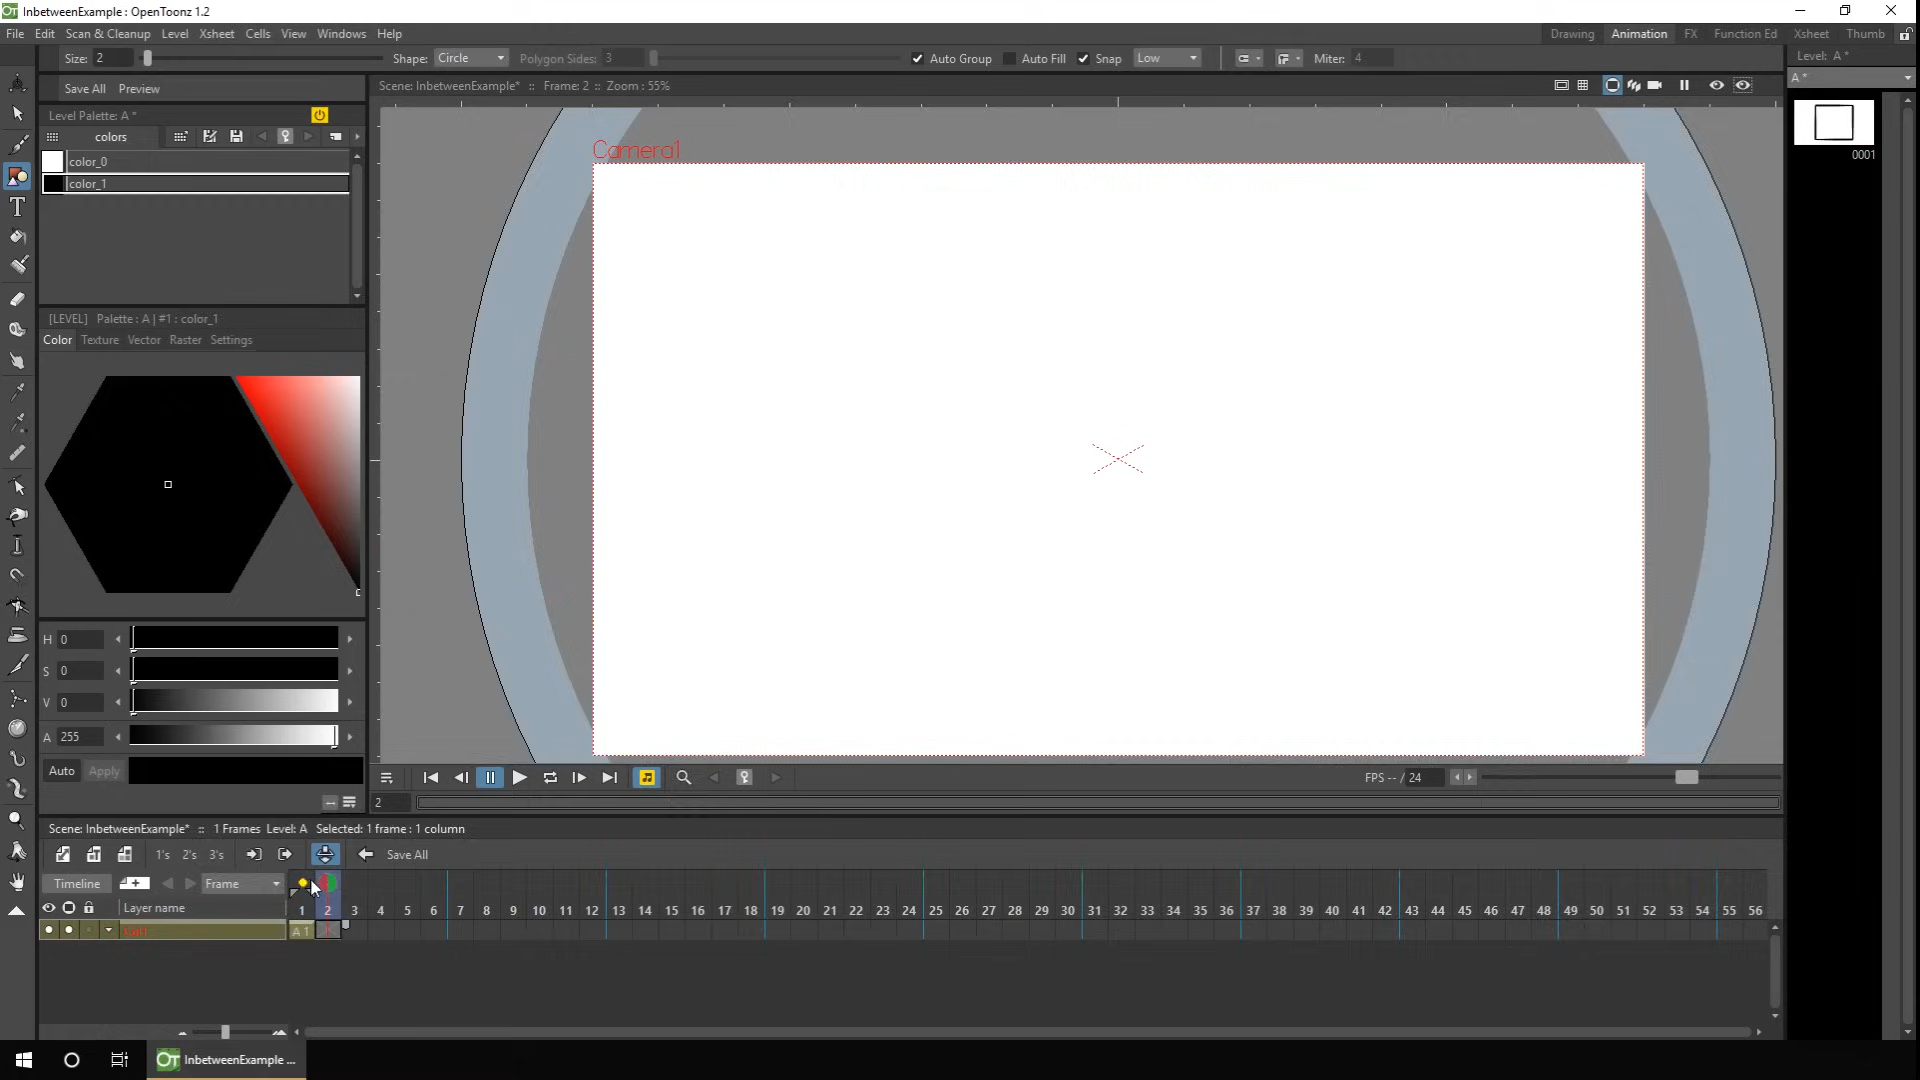 InbetweenExample : OpenToonz 1.2
File Edit Scan & Cleanup Level Xsheet Cells View Windows Help
Drawing Animation FX Function Ed Xsheet Thumb
Size: 2 Shape: Circle Polygon Sides: 3 Auto Group Auto Fill Snap Low Miter: 4
Level: A *
Save All Preview
Scene: InbetweenExample* :: Frame: 2 :: Zoom : 55%
A *
Level Palette: A *
colors
color_0
color_1
Camera1
0001
[LEVEL] Palette : A | #1 : color_1
Color Texture Vector Raster Settings
H 0
S 0
V 0
A 255
Auto Apply
FPS -- / 24
2
Scene: InbetweenExample* :: 1 Frames Level: A Selected: 1 frame : 1 column
1's 2's 3's Save All
Timeline Frame
Layer name 1 2 3 4 5 6 7 8 9 10 11 12 13 14 15 16 17 18 19 20 21 22 23 24 25 26 27 28 29 30 31 32 33 34 35 36 37 38 39 40 41 42 43 44 45 46 47 48 49 50 51 52 53 54 55 56
A 1
OT InbetweenExample ...